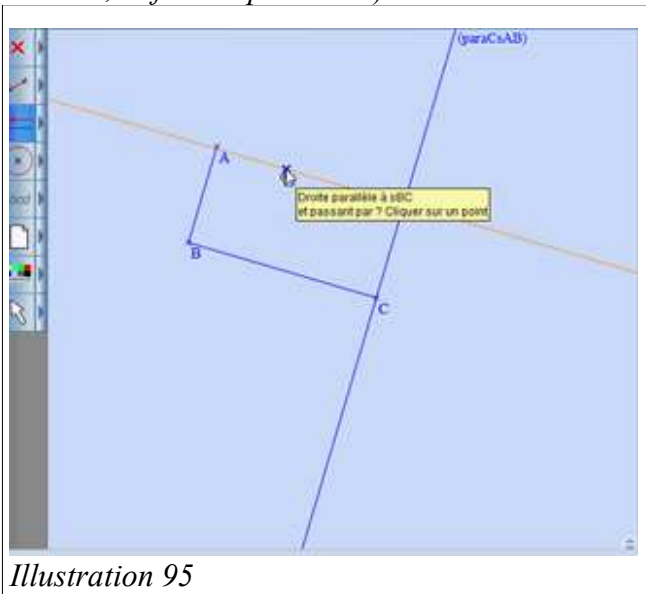 (paraCsAB)
A
Droite parallèle à sBC
et passant par ? Cliquer sur un point
B
C
Illustration 95